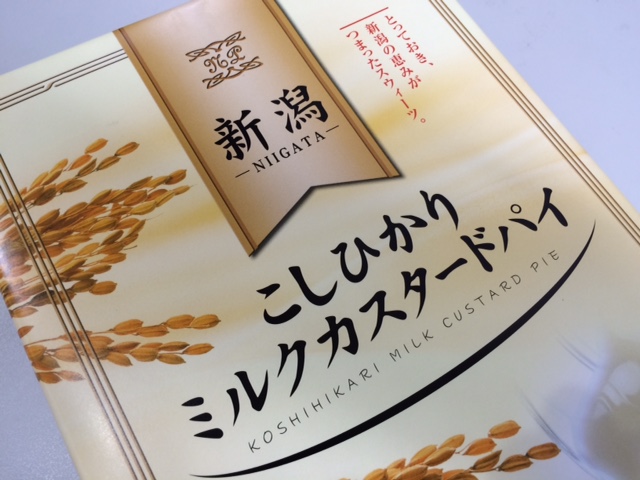 とっておき、
新潟の恵みが
つまったスウィーツ。
新潟
NIIGATA
こしひかり
ミルクカスタードパイ
KOSHIHIKARI MILK CUSTARD PIE